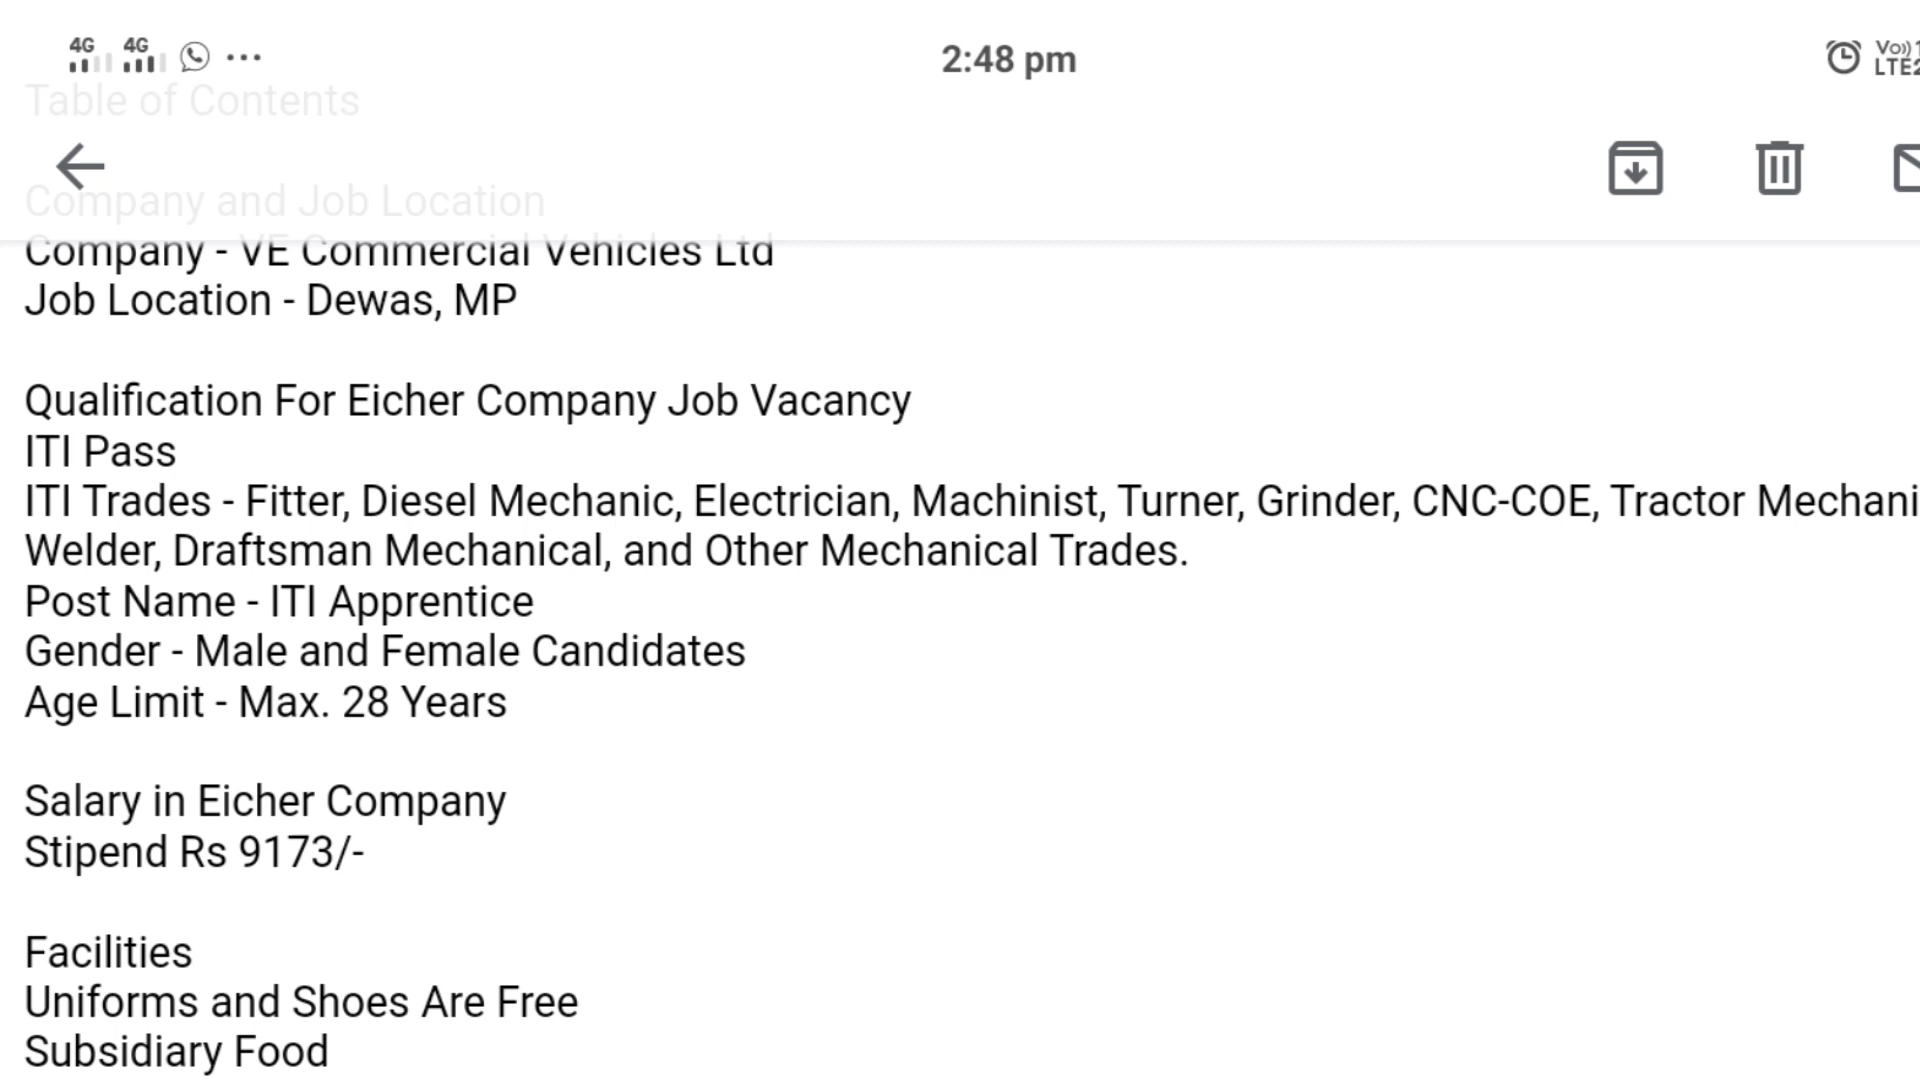 4G 4G
2:48 pm
Vo))
LTE2
Table of Contents
Company and Job Location
Company - VE Commercial Vehicles Ltd
Job Location - Dewas, MP
Qualification For Eicher Company Job Vacancy
ITI Pass
ITI Trades - Fitter, Diesel Mechanic, Electrician, Machinist, Turner, Grinder, CNC-COE, Tractor Mechani
Welder, Draftsman Mechanical, and Other Mechanical Trades.
Post Name - ITI Apprentice
Gender - Male and Female Candidates
Age Limit - Max. 28 Years
Salary in Eicher Company
Stipend Rs 9173/-
Facilities
Uniforms and Shoes Are Free
Subsidiary Food